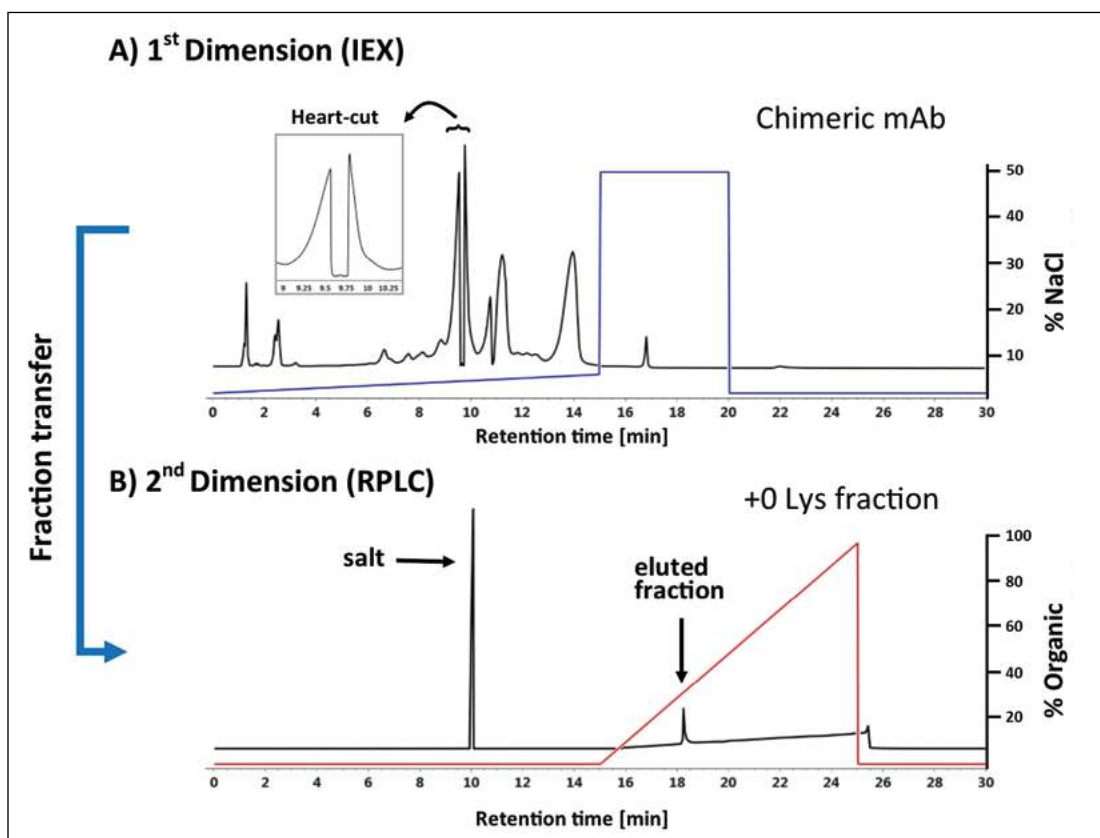 A) 1st Dimension (IEX)
Heart-cut
Chimeric mAb
9 9.25 9.5 9.75 10 10.25
50
40
30
20
10
% NaCl
0 2 4 6 8 10 12 14 16 18 20 22 24 26 28 30
Retention time [min]
Fraction transfer
B) 2nd Dimension (RPLC)
+0 Lys fraction
salt
eluted
fraction
100
80
60
40
20
% Organic
0 2 4 6 8 10 12 14 16 18 20 22 24 26 28 30
Retention time [min]